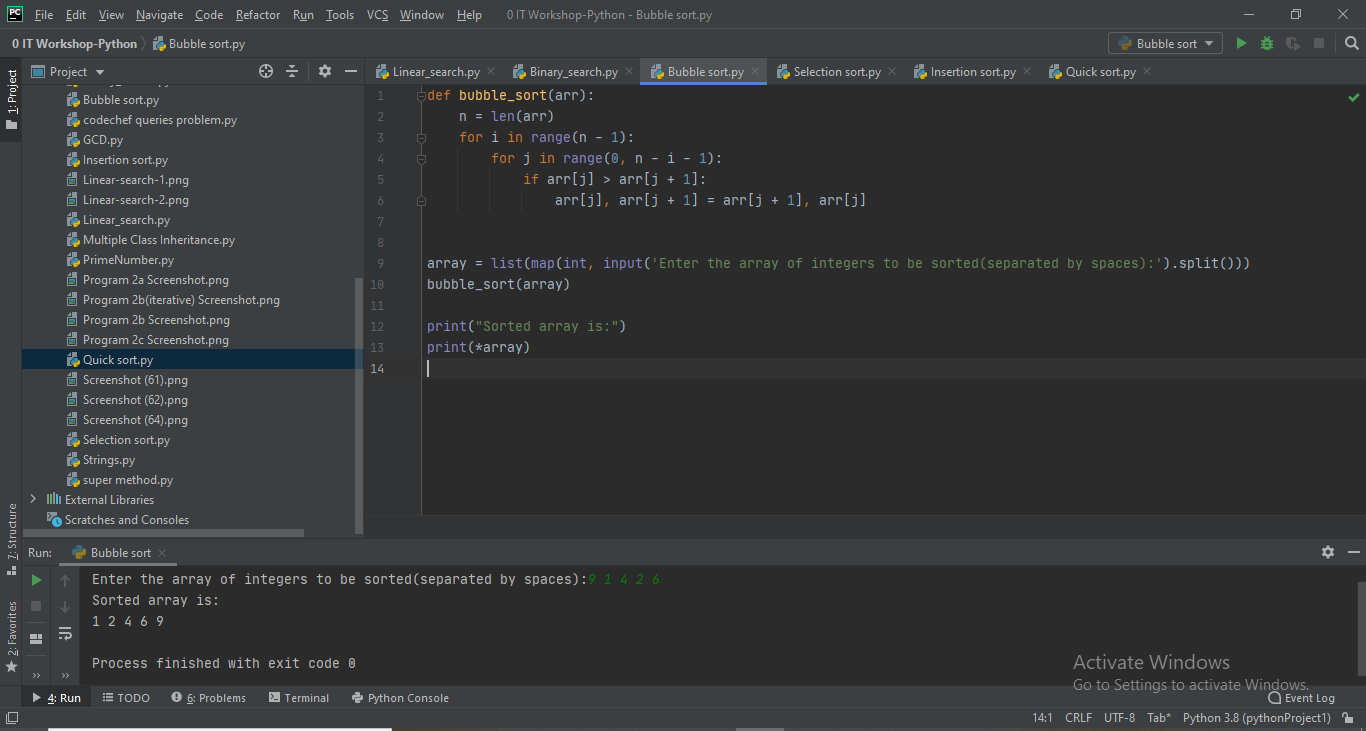 PC File Edit View Navigate Code Refactor Run Tools VCS Window Help 0 IT Workshop-Python - Bubble sort.py
0 IT Workshop-Python Bubble sort.py Bubble sort
1: Project
Project
Bubble sort.py
codechef queries problem.py
GCD.py
Insertion sort.py
Linear-search-1.png
Linear-search-2.png
Linear_search.py
Multiple Class Inheritance.py
PrimeNumber.py
Program 2a Screenshot.png
Program 2b(iterative) Screenshot.png
Program 2b Screenshot.png
Program 2c Screenshot.png
Quick sort.py
Screenshot (61).png
Screenshot (62).png
Screenshot (64).png
Selection sort.py
Strings.py
super method.py
External Libraries
Scratches and Consoles
Linear_search.py Binary_search.py Bubble sort.py Selection sort.py Insertion sort.py Quick sort.py
1 def bubble_sort(arr):
2 n = len(arr)
3 for i in range(n - 1):
4 for j in range(0, n - i - 1):
5 if arr[j] > arr[j + 1]:
6 arr[j], arr[j + 1] = arr[j + 1], arr[j]
7
8
9 array = list(map(int, input('Enter the array of integers to be sorted(separated by spaces):').split()))
10 bubble_sort(array)
11
12 print("Sorted array is:")
13 print(*array)
14
7: Structure
2: Favorites
Run: Bubble sort
Enter the array of integers to be sorted(separated by spaces):9 1 4 2 6
Sorted array is:
1 2 4 6 9
Process finished with exit code 0
Activate Windows
Go to Settings to activate Windows.
4: Run TODO 6: Problems Terminal Python Console Event Log
14:1 CRLF UTF-8 Tab* Python 3.8 (pythonProject1)